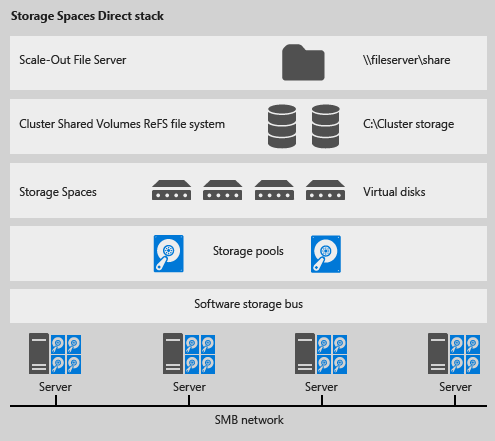 Storage Spaces Direct stack
Scale-Out File Server
\\fileserver\share
Cluster Shared Volumes ReFS file system
C:\Cluster storage
Storage Spaces
Virtual disks
Storage pools
Software storage bus
Server
Server
Server
Server
SMB network